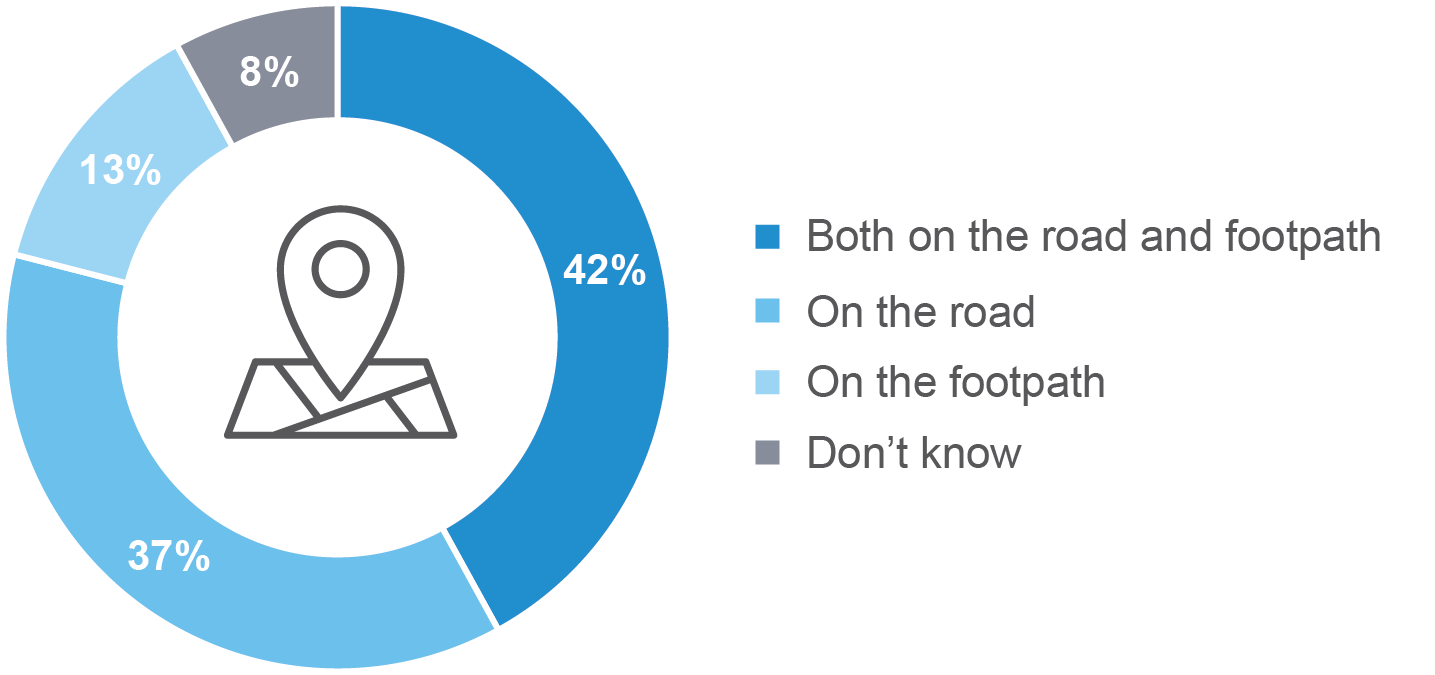 8%
13%
42%
37%
Both on the road and footpath
On the road
On the footpath
Don’t know